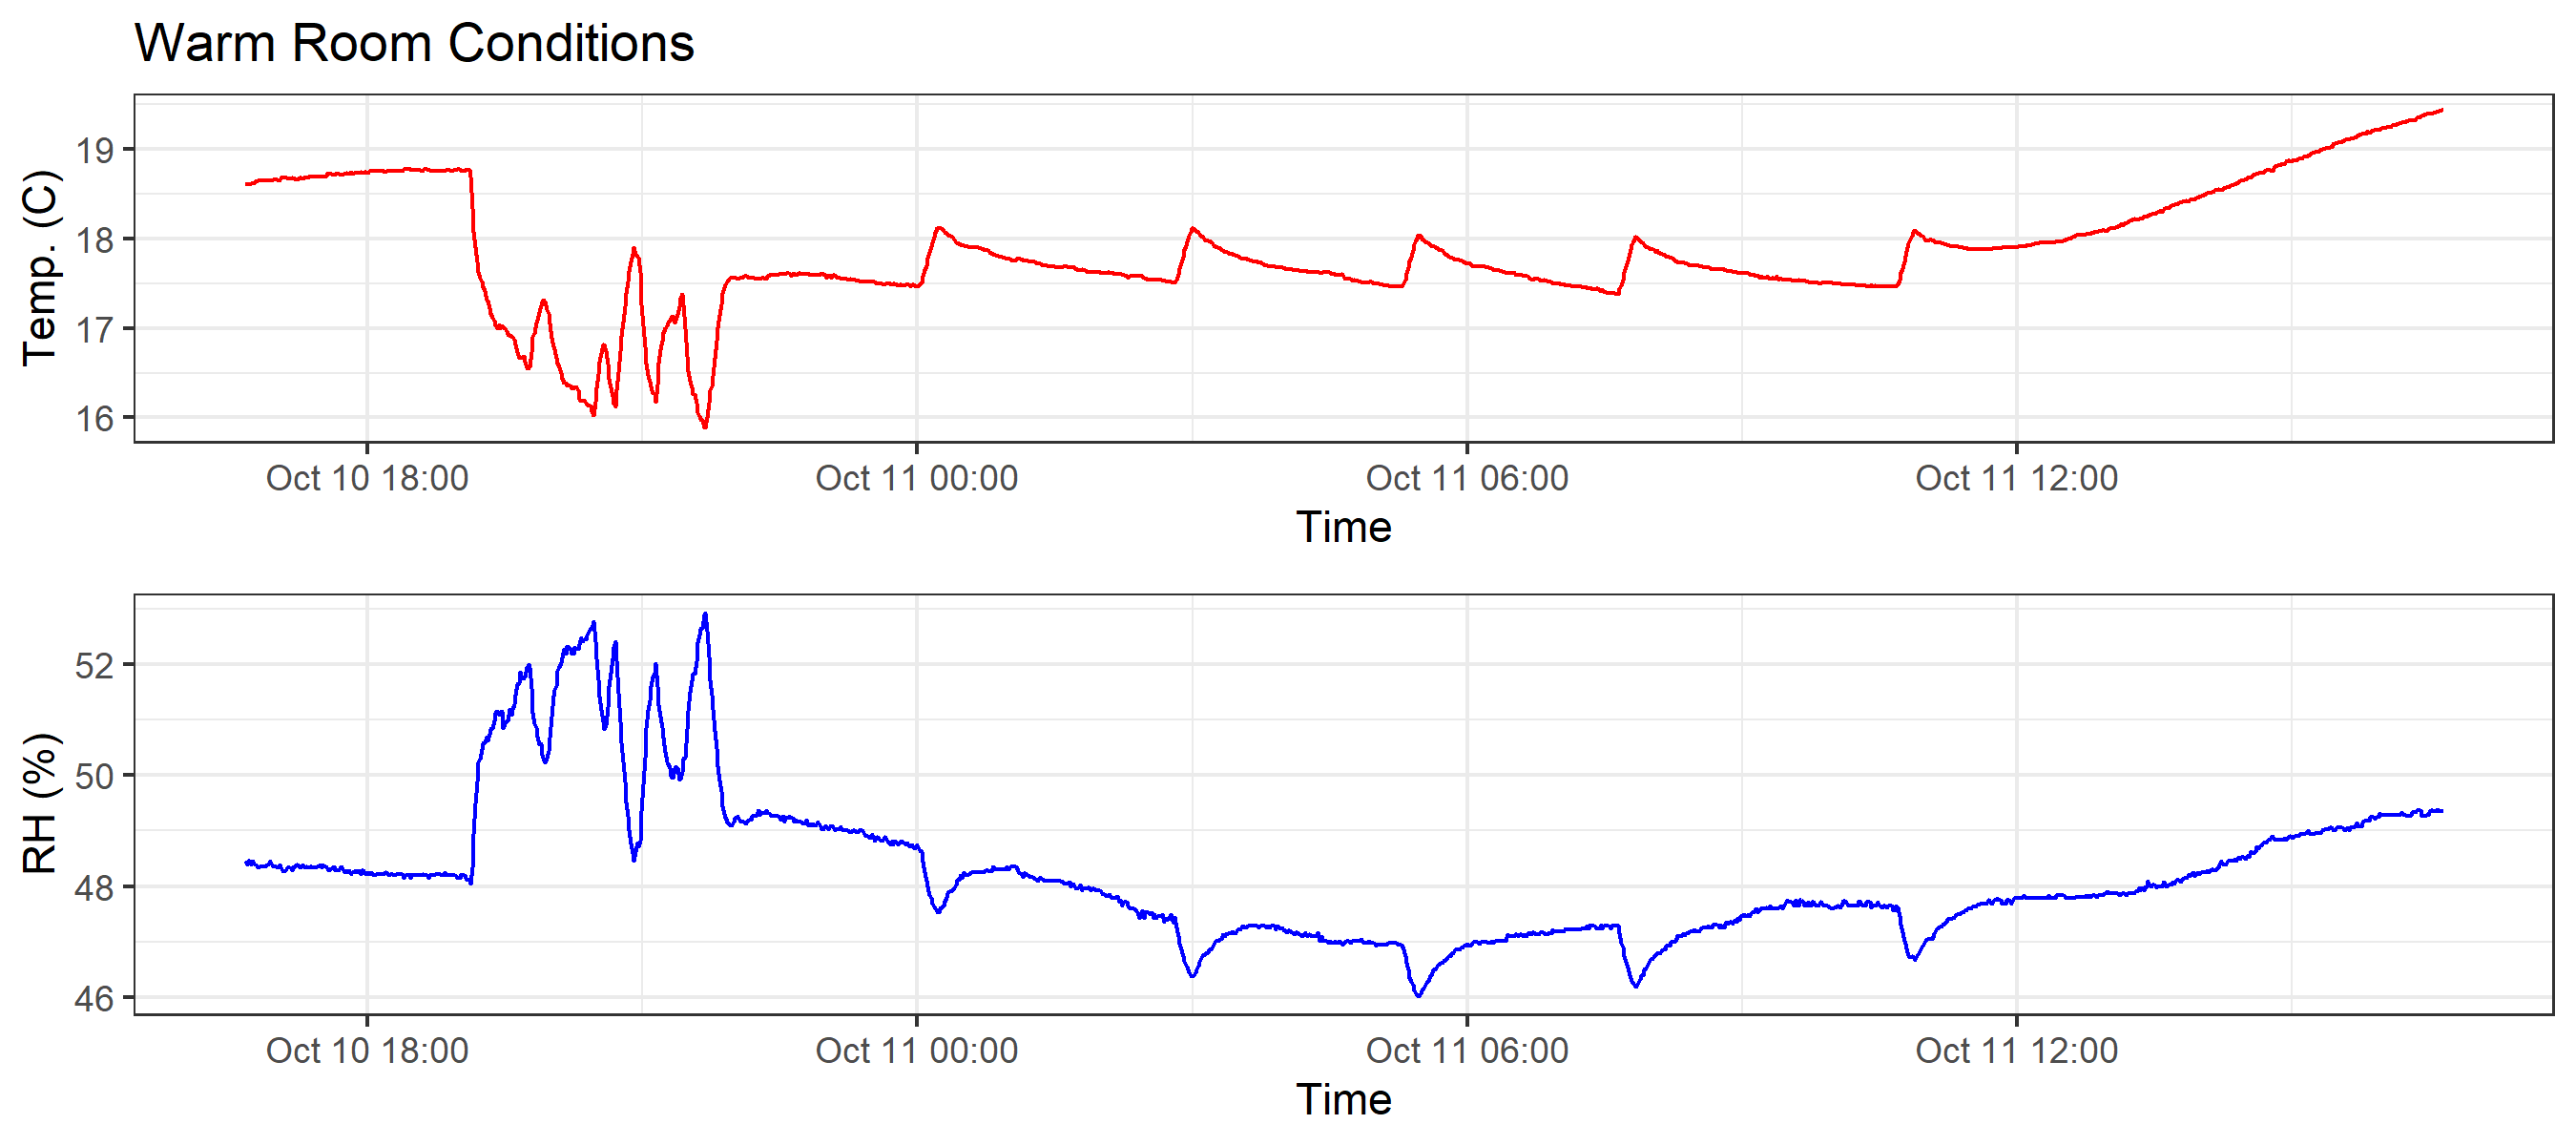 Warm Room Conditions
Temp. (C)
19
18
17
16
Oct 10 18:00 Oct 11 00:00 Oct 11 06:00 Oct 11 12:00
Time
RH (%)
52
50
48
46
Oct 10 18:00 Oct 11 00:00 Oct 11 06:00 Oct 11 12:00
Time